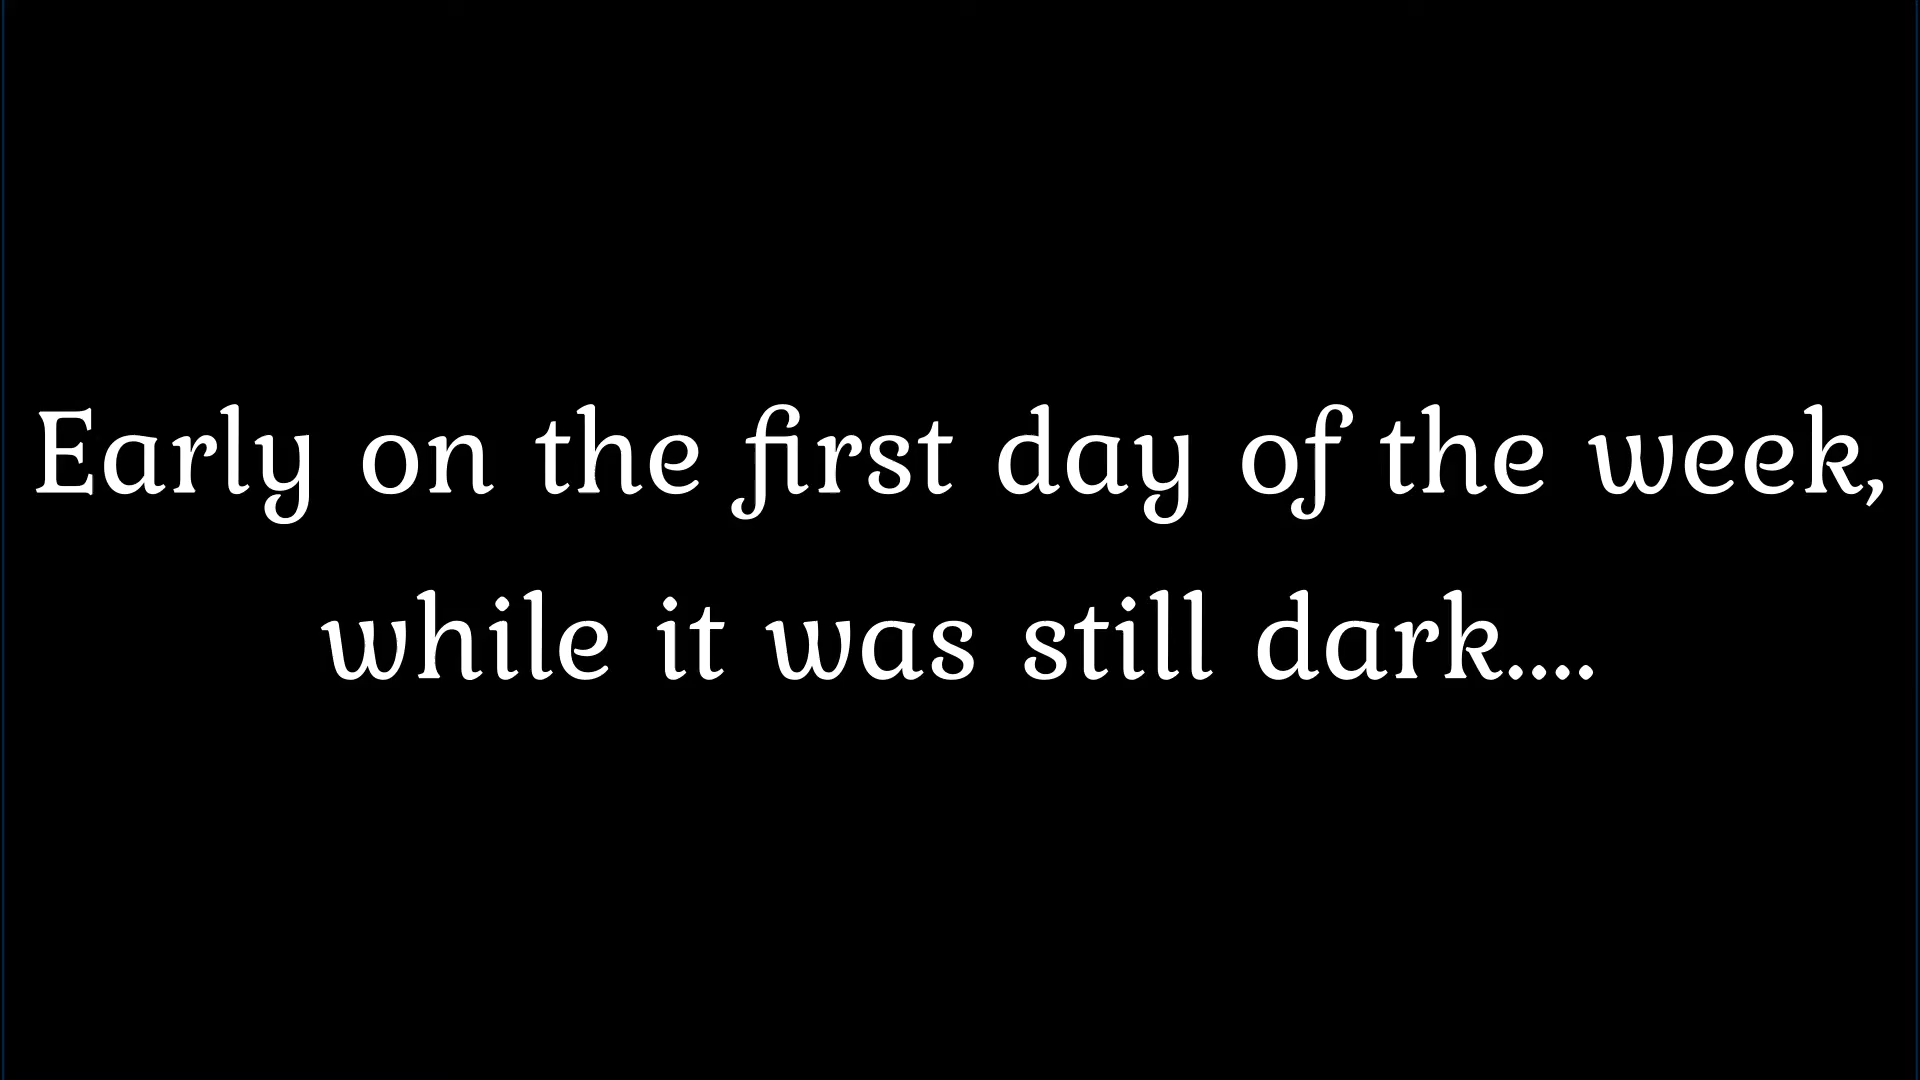 Early on the first day of the week,
while it was still dark....